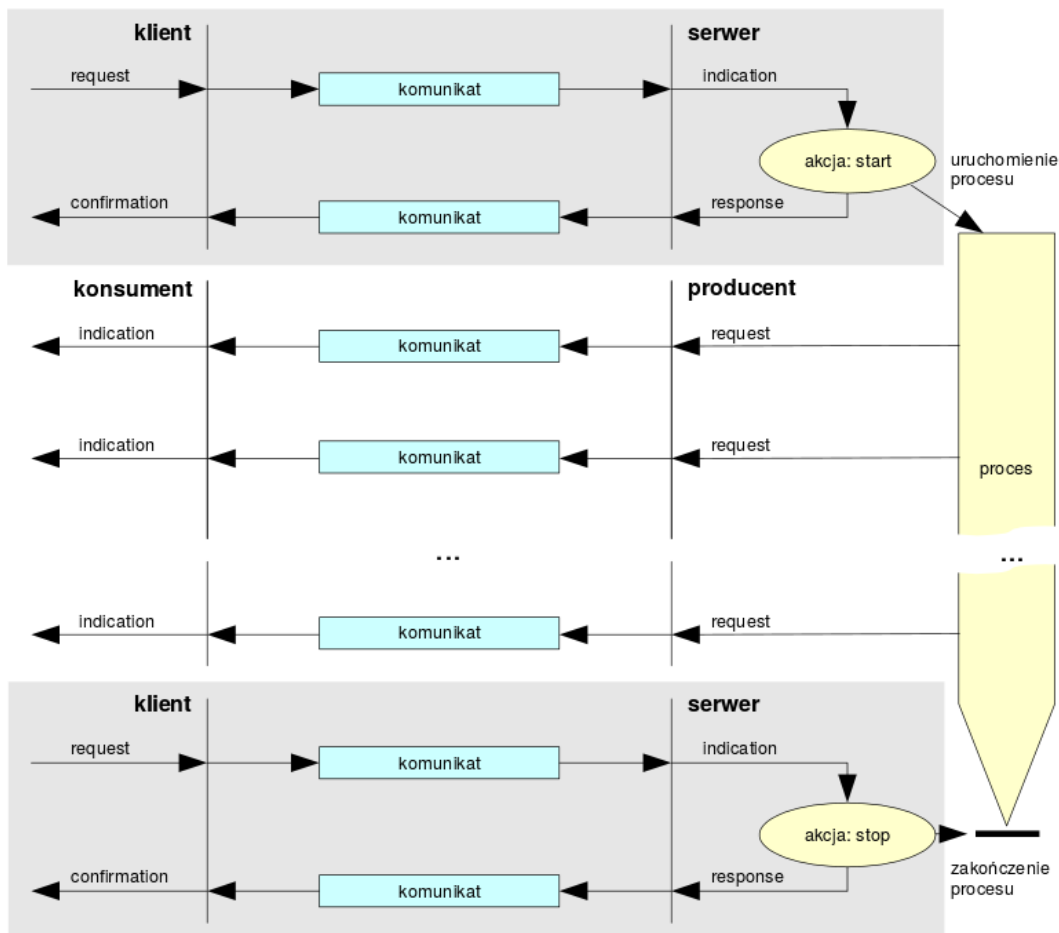 klient
serwer
request
komunikat
indication
akcja: start
uruchomienie
procesu
confirmation
komunikat
response
konsument
producent
indication
komunikat
request
indication
komunikat
request
proces
...
...
indication
komunikat
request
klient
serwer
request
komunikat
indication
akcja: stop
zakończenie
procesu
confirmation
komunikat
response